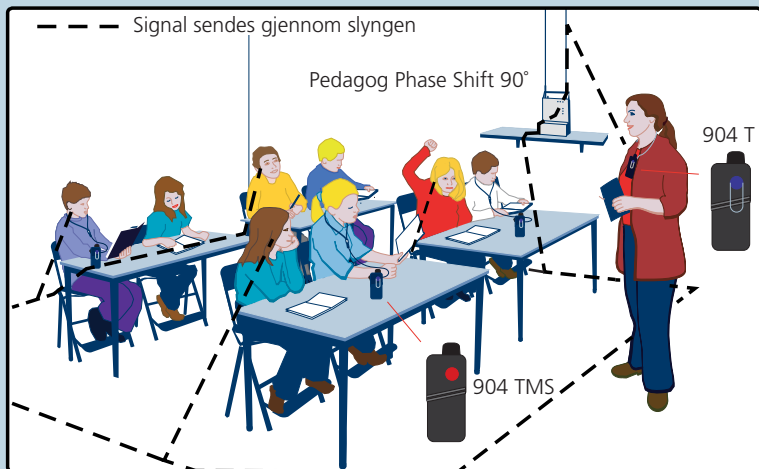 Signal sendes gjennom slyngen
Pedagog Phase Shift 90°
904 T
904 TMS